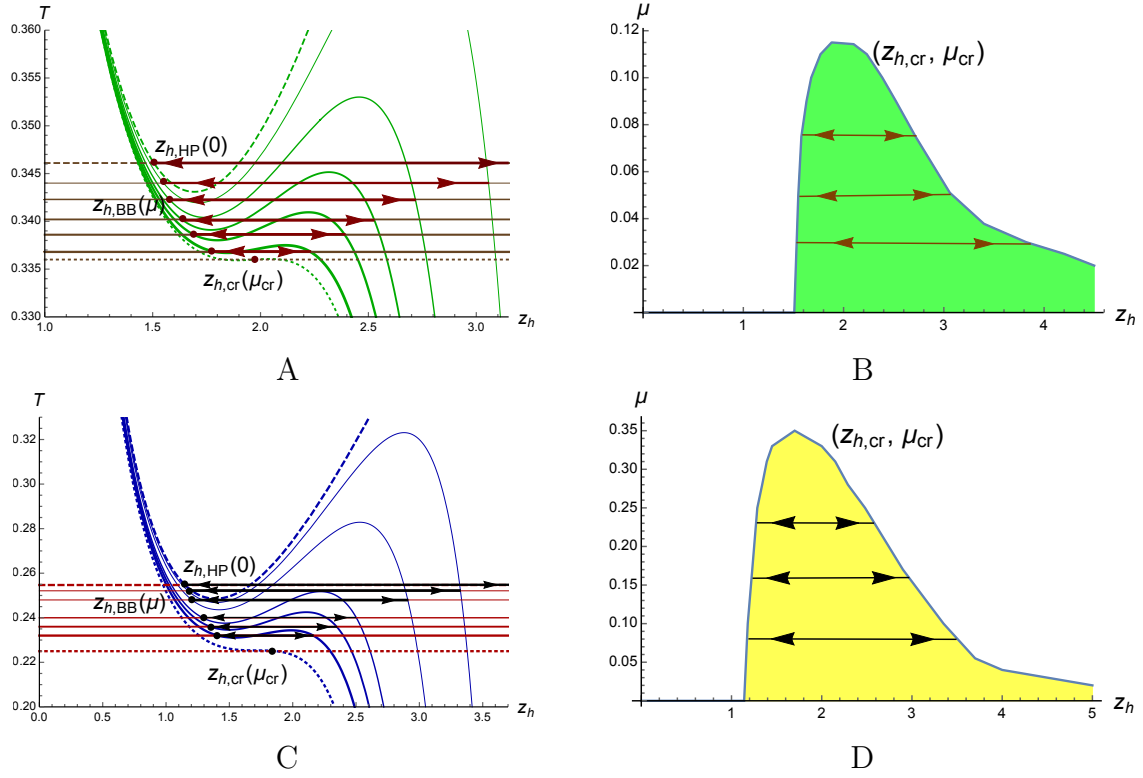 T
0.360
0.355
0.350
0.345
0.340
0.335
0.330
1.0
1.5
2.0
2.5
3.0
z_h
z_{h,HP}(0)
z_{h,BB}(μ)
z_{h,cr}(μ_{cr})
A
μ
0.12
0.10
0.08
0.06
0.04
0.02
1
2
3
4
z_h
(z_{h,cr}, μ_{cr})
B
T
0.32
0.30
0.28
0.26
0.24
0.22
0.20
0.0
0.5
1.0
1.5
2.0
2.5
3.0
3.5
z_h
z_{h,HP}(0)
z_{h,BB}(μ)
z_{h,cr}(μ_{cr})
C
μ
0.35
0.30
0.25
0.20
0.15
0.10
0.05
1
2
3
4
5
z_h
(z_{h,cr}, μ_{cr})
D